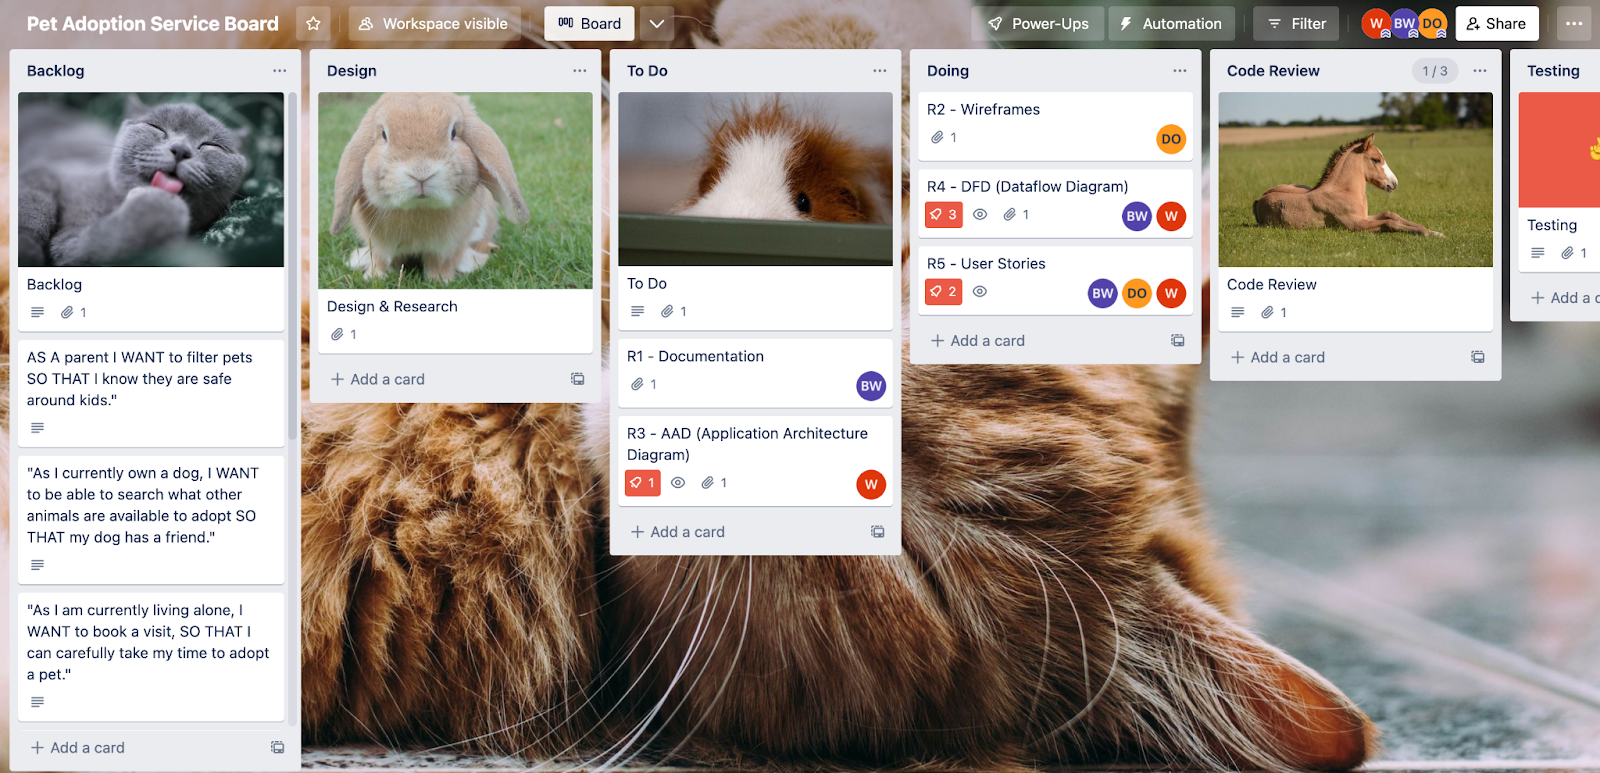 Pet Adoption Service Board
Workspace visible
Board
Power-Ups
Automation
Filter
W
BW
DO
Share
Backlog
Backlog
1
AS A parent I WANT to filter pets
SO THAT I know they are safe
around kids."
"As I currently own a dog, I WANT
to be able to search what other
animals are available to adopt SO
THAT my dog has a friend."
"As I am currently living alone, I
WANT to book a visit, SO THAT I
can carefully take my time to adopt
a pet."
+ Add a card
Design
Design & Research
1
+ Add a card
To Do
To Do
1
R1 - Documentation
1
BW
R3 - AAD (Application Architecture
Diagram)
1
1
W
+ Add a card
Doing
R2 - Wireframes
1
DO
R4 - DFD (Dataflow Diagram)
3
1
BW
W
R5 - User Stories
2
BW
DO
W
+ Add a card
Code Review
1 / 3
Code Review
1
+ Add a card
Testing
Testing
1
+ Add a c